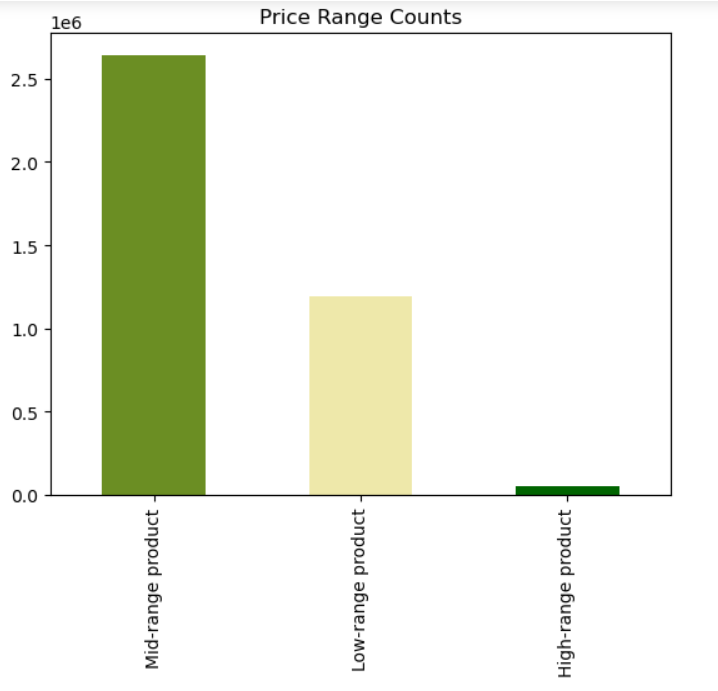 Price Range Counts
1e6
2.5
2.0
1.5
1.0
0.5
0.0
Mid-range product
Low-range product
High-range product